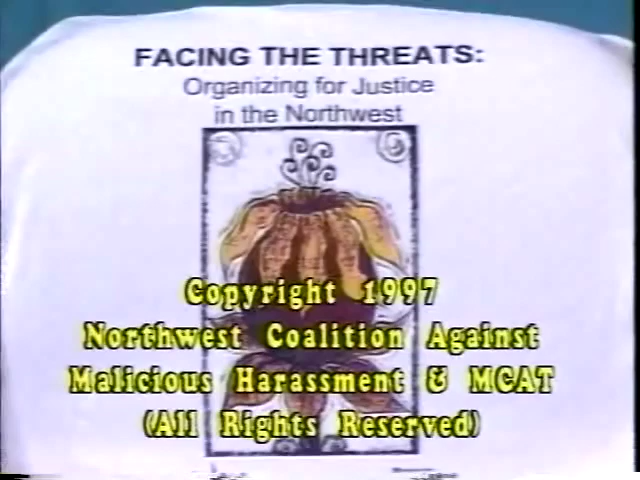 FACING THE THREATS:
Organizing for Justice
in the Northwest
Copyright 1997
Northwest Coalition Against
Malicious Harassment & MCAT
(All Rights Reserved)